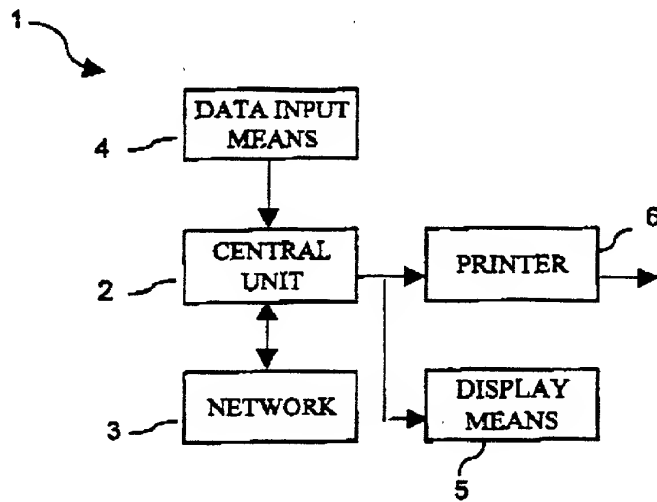 1
DATA INPUT
MEANS
4
CENTRAL
UNIT
2
PRINTER
6
NETWORK
3
DISPLAY
MEANS
5